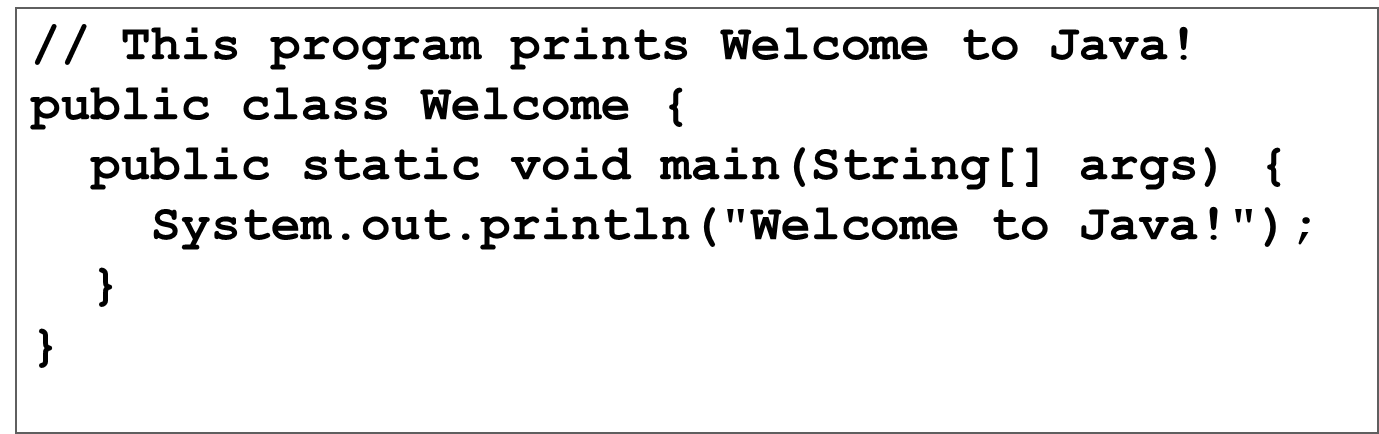 // This program prints Welcome to Java!
public class Welcome {
  public static void main(String[] args) {
    System.out.println("Welcome to Java!");
  }
}